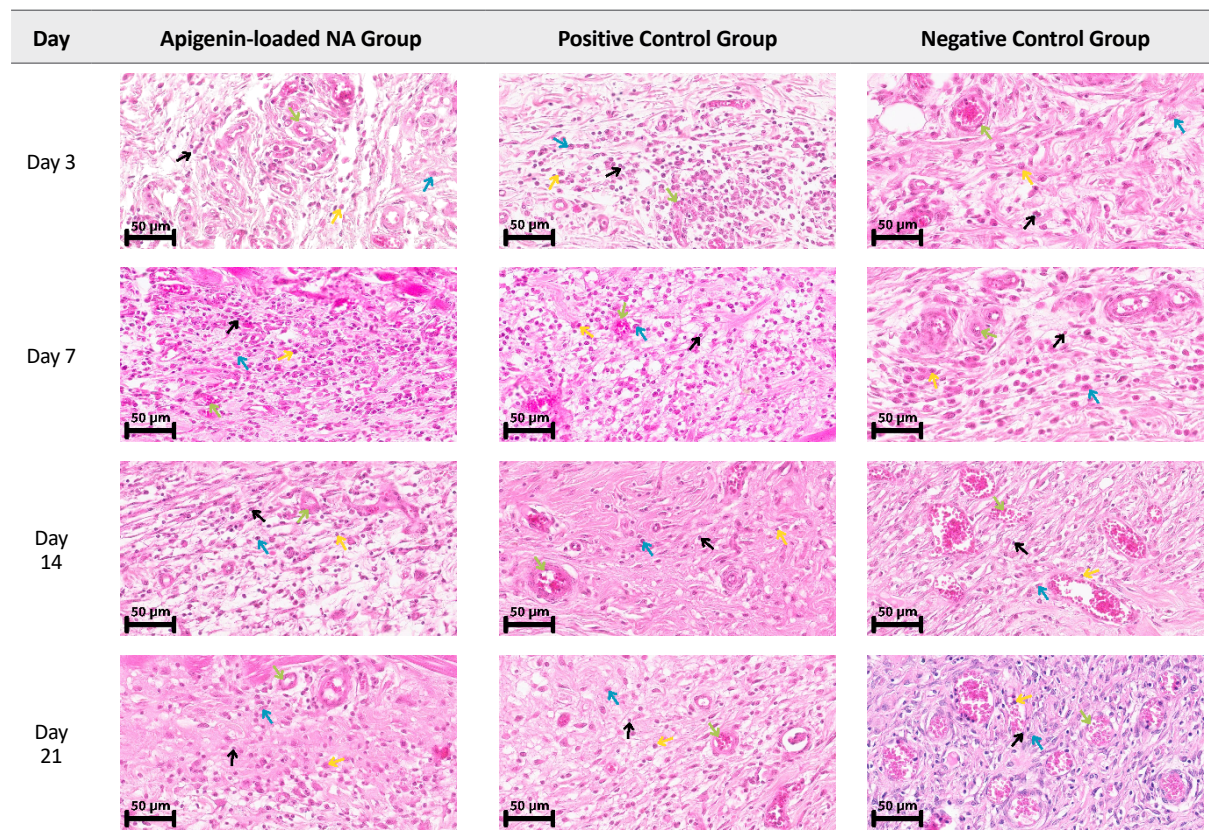 Day Apigenin-loaded NA Group Positive Control Group Negative Control Group
Day 3
50 µm 50 µm 50 µm
Day 7
50 µm 50 µm 50 µm
Day
14
50 µm 50 µm 50 µm
Day
21
50 µm 50 µm 50 µm